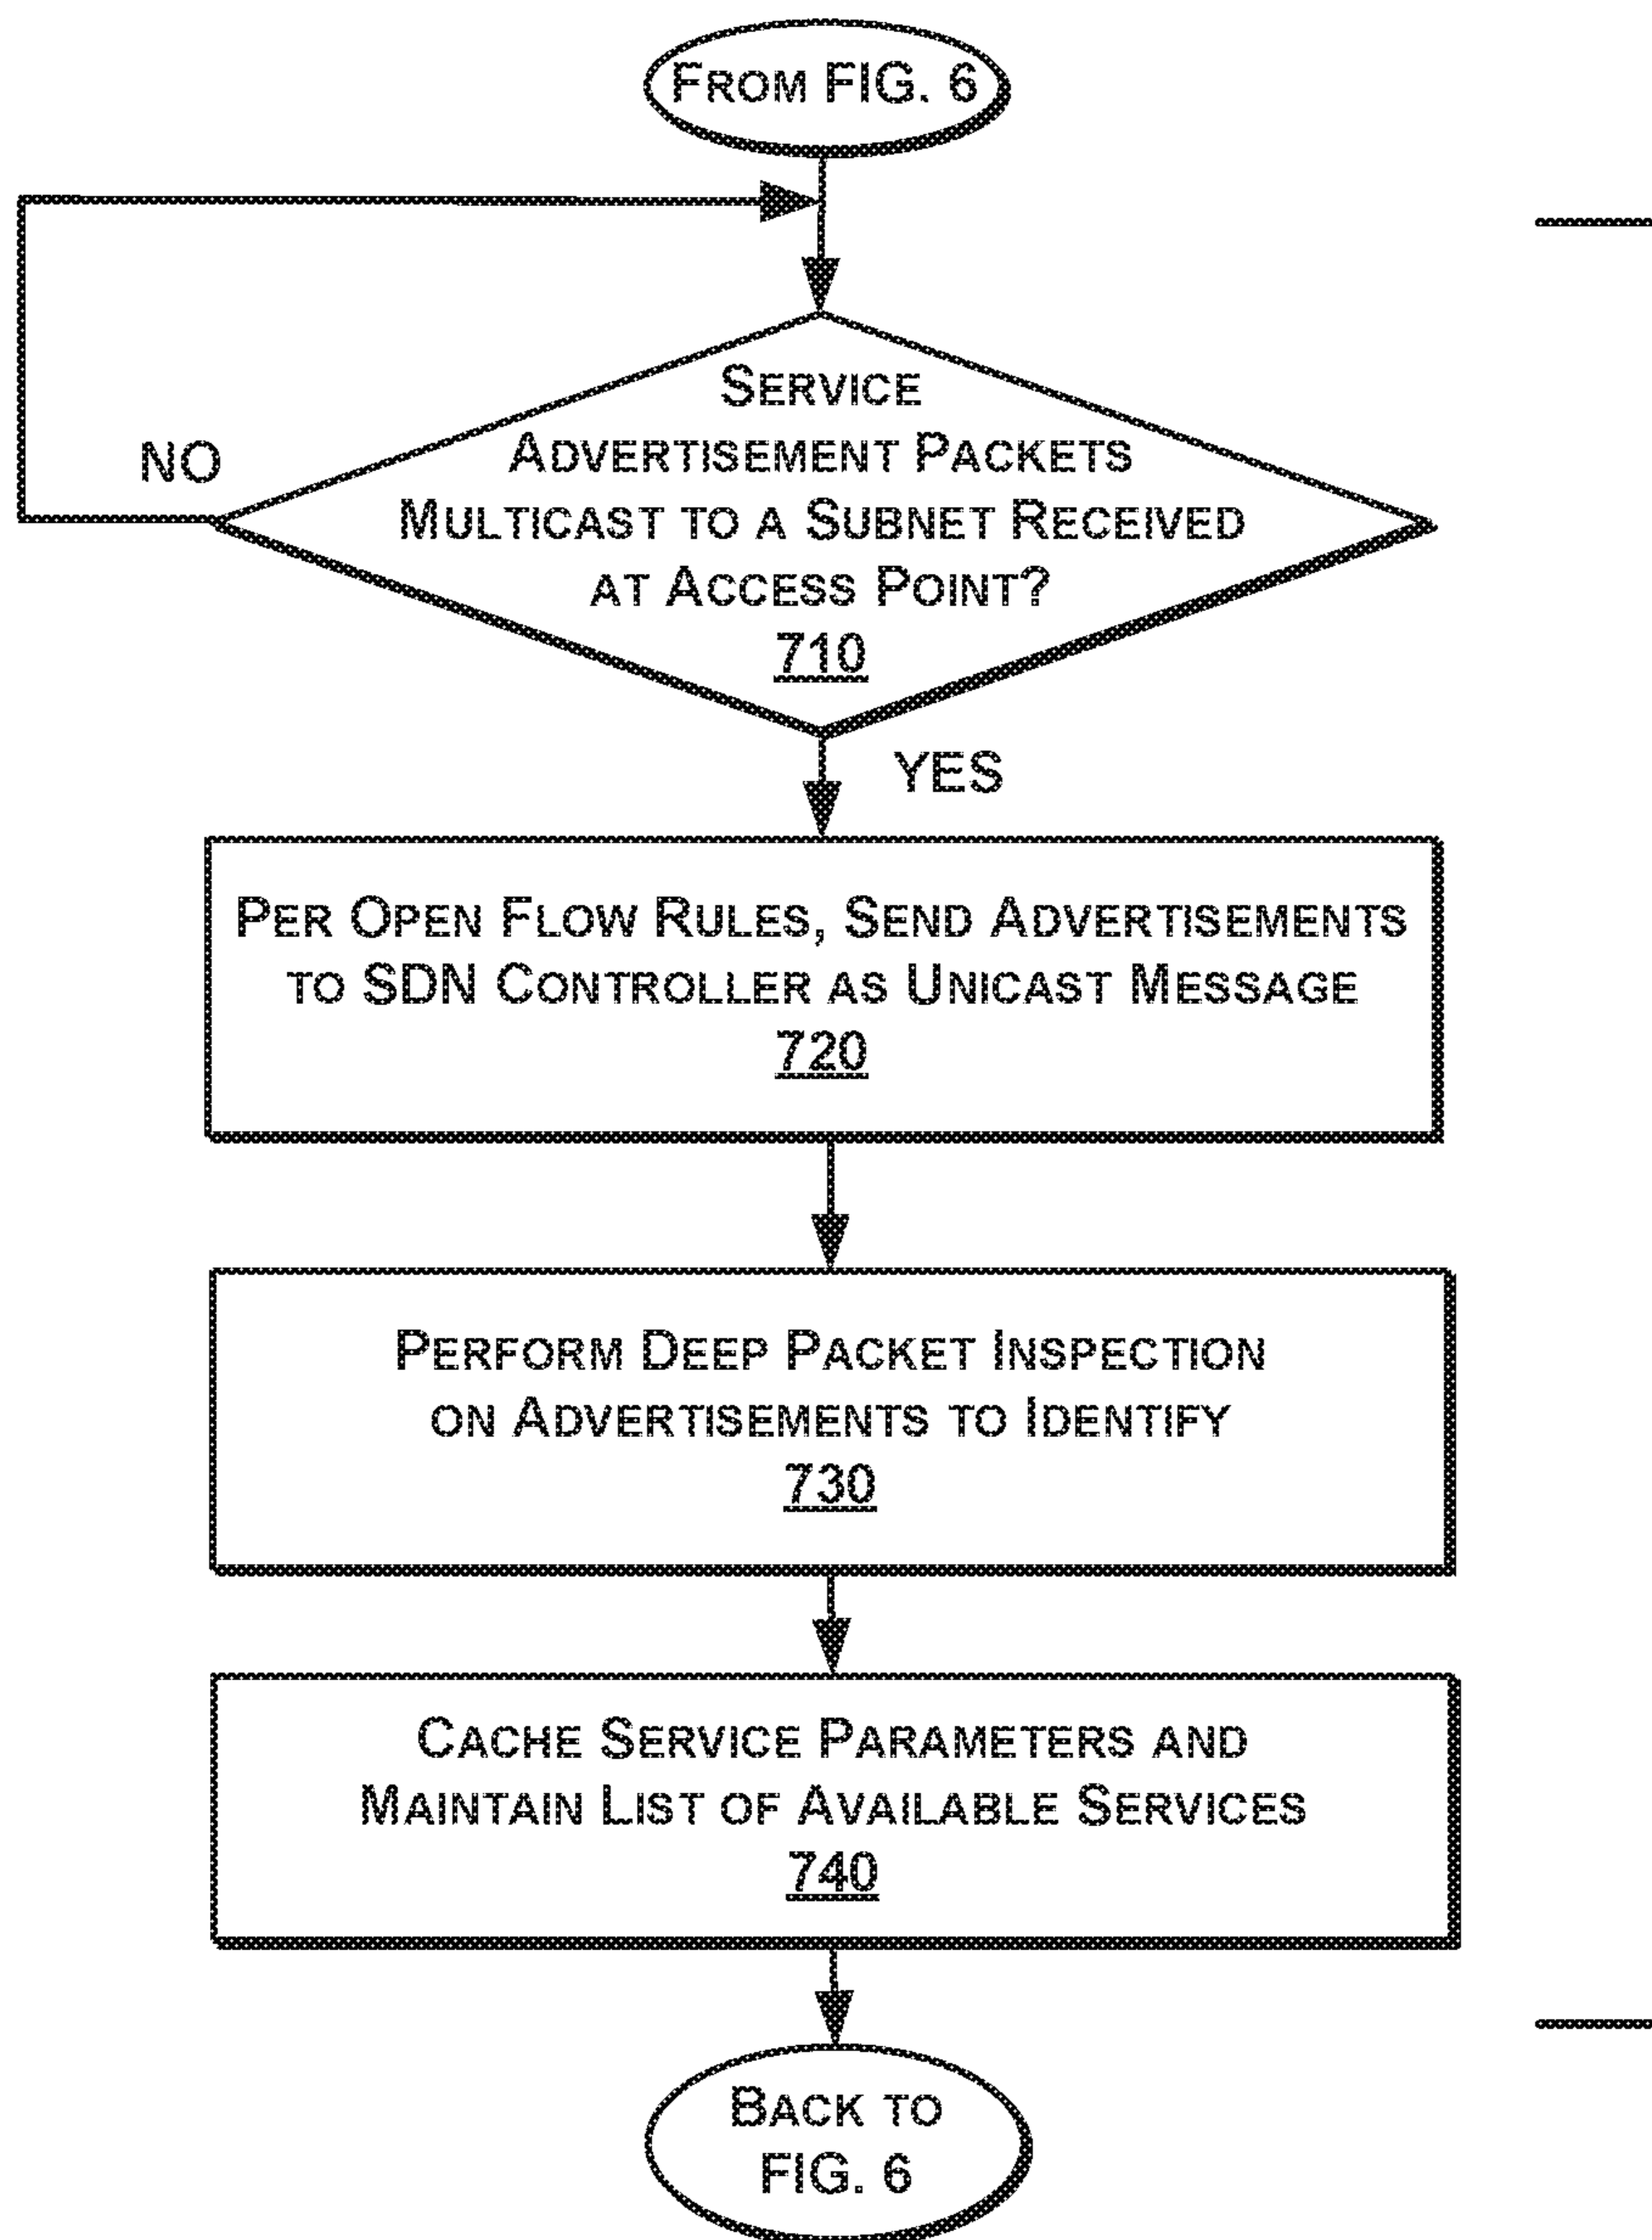 FROM FIG. 6
SERVICE
ADVERTISEMENT PACKETS
MULTICAST TO A SUBNET RECEIVED
AT ACCESS POINT?
710
NO
YES
PER OPEN FLOW RULES, SEND ADVERTISEMENTS
TO SDN CONTROLLER AS UNICAST MESSAGE
720
PERFORM DEEP PACKET INSPECTION
ON ADVERTISEMENTS TO IDENTIFY
730
CACHE SERVICE PARAMETERS AND
MAINTAIN LIST OF AVAILABLE SERVICES
740
BACK TO
FIG. 6